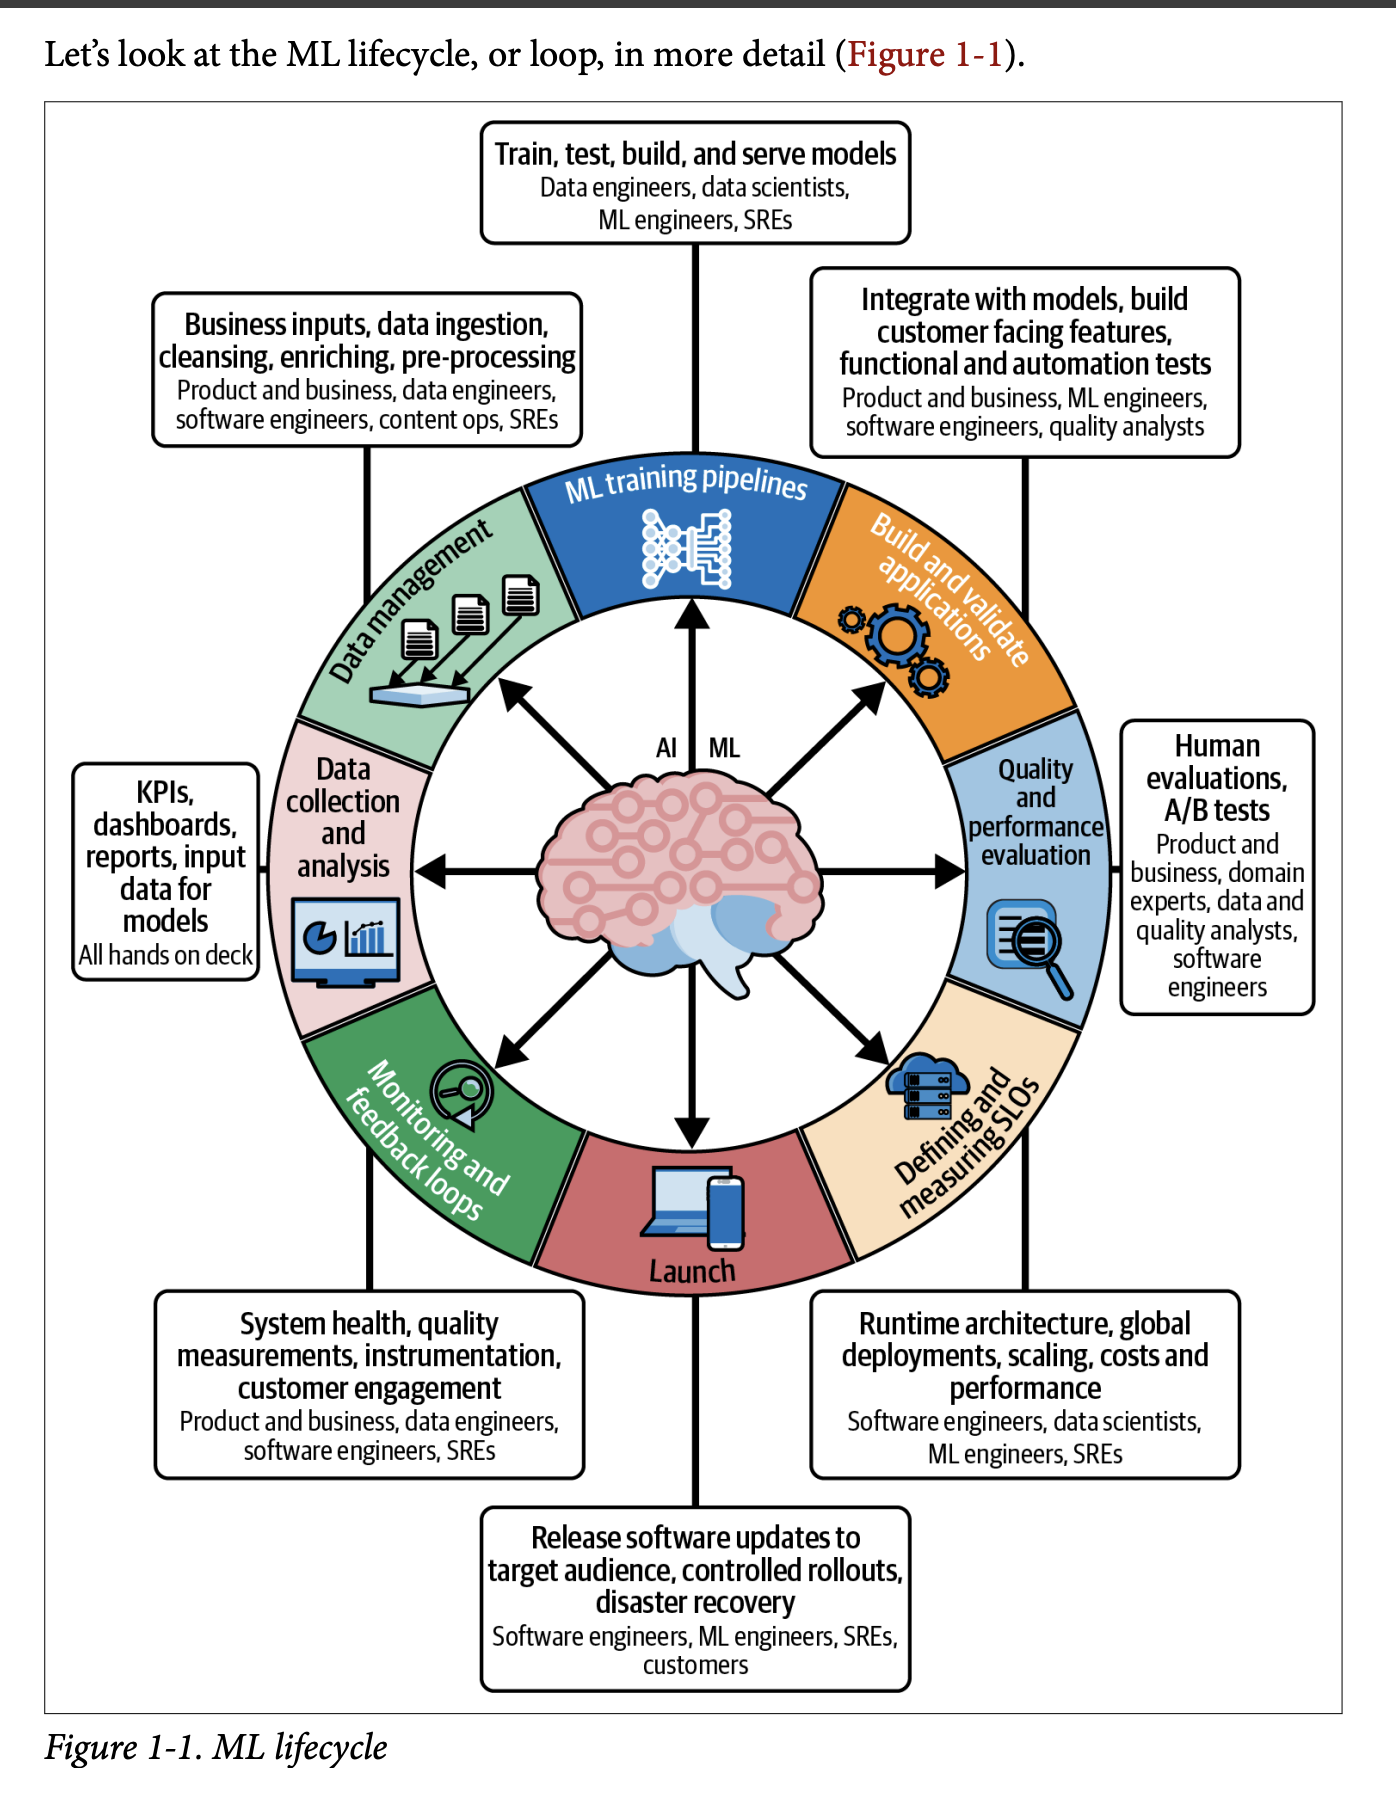 Let's look at the ML lifecycle, or loop, in more detail (Figure 1-1).
Train, test, build, and serve models
Data engineers, data scientists,
ML engineers, SREs
Business inputs, data ingestion,
cleansing, enriching, pre-processing
Product and business, data engineers,
software engineers, content ops, SREs
Integrate with models, build
customer facing features,
functional and automation tests
Product and business, ML engineers,
software engineers, quality analysts
ML training pipelines
Build and validate
applications
Data management
AI
ML
Quality
and
performance
evaluation
Human
evaluations,
A/B tests
Product and
business, domain
experts, data and
quality analysts,
software
engineers
Data
collection
and
analysis
KPIs,
dashboards,
reports, input
data for
models
All hands on deck
Monitoring and
feedback loops
Defining and
measuring SLOs
Launch
System health, quality
measurements, instrumentation,
customer engagement
Product and business, data engineers,
software engineers, SREs
Runtime architecture, global
deployments, scaling, costs and
performance
Software engineers, data scientists,
ML engineers, SREs
Release software updates to
target audience, controlled rollouts,
disaster recovery
Software engineers, ML engineers, SREs,
customers
Figure 1-1. ML lifecycle